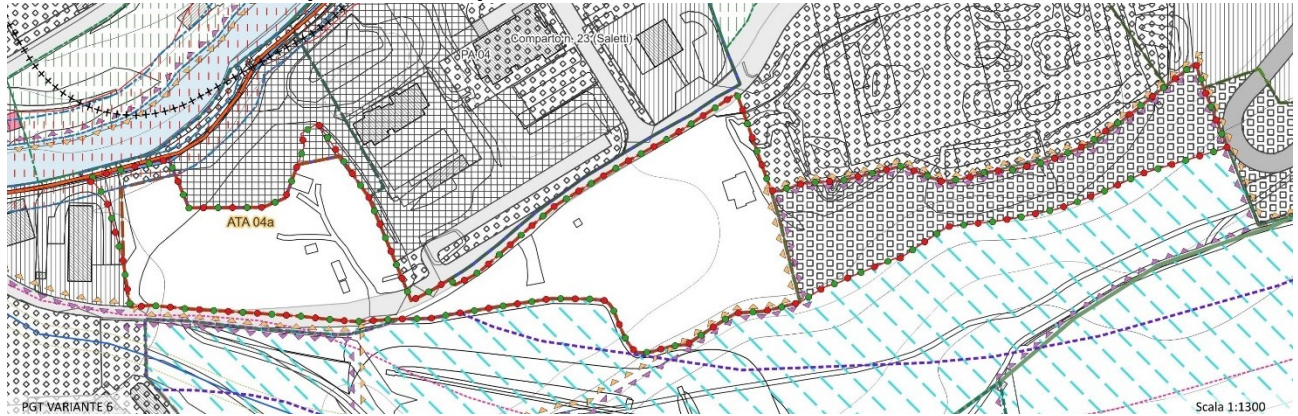 Comparto n. 23 (Saletti)
PA 04
ATA 04a
PGT VARIANTE 6
Scala 1:1300